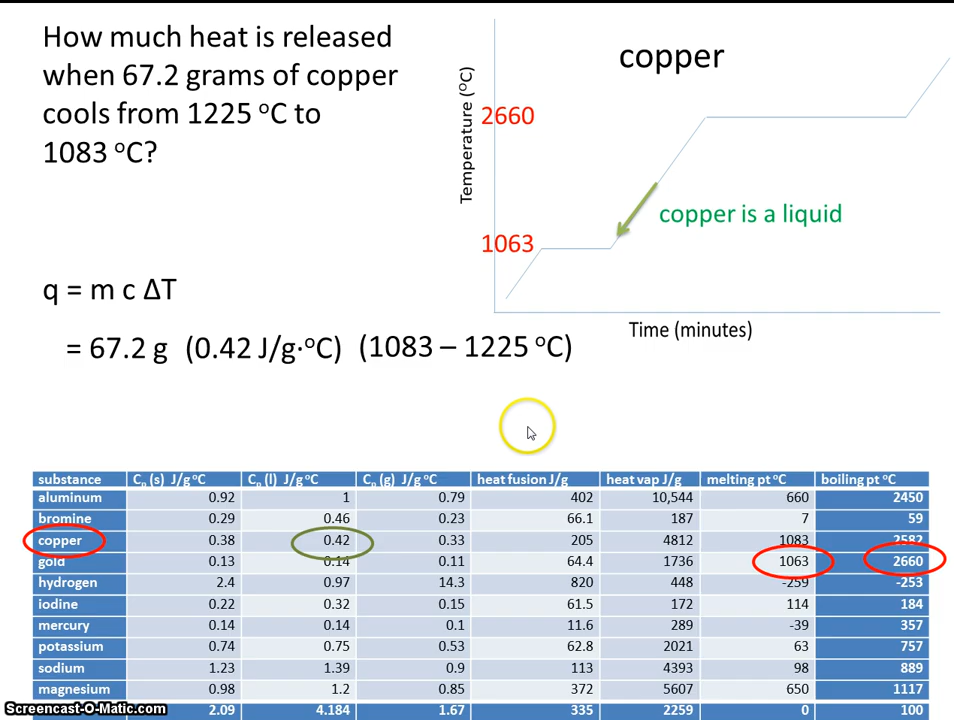 How much heat is released
when 67.2 grams of copper
cools from 1225 °C to
1083 °C?
copper
Temperature (°C)
2660
copper is a liquid
1063
Time (minutes)
q = m c ΔT
= 67.2 g (0.42 J/g·°C) (1083 – 1225 °C)
substance Cp (s) J/g °C Cp (l) J/g °C Cp (g) J/g °C heat fusion J/g heat vap J/g melting pt °C boiling pt °C
aluminum 0.92 1 0.79 402 10,544 660 2450
bromine 0.29 0.46 0.23 66.1 187 7 59
copper 0.38 0.42 0.33 205 4812 1083 2582
gold 0.13 0.14 0.11 64.4 1736 1063 2660
hydrogen 2.4 0.97 14.3 820 448 -259 -253
iodine 0.22 0.32 0.15 61.5 172 114 184
mercury 0.14 0.14 0.1 11.6 289 -39 357
potassium 0.74 0.75 0.53 62.8 2021 63 757
sodium 1.23 1.39 0.9 113 4393 98 889
magnesium 0.98 1.2 0.85 372 5607 650 1117
2.09 4.184 1.67 335 2259 0 100
Screencast-O-Matic.com